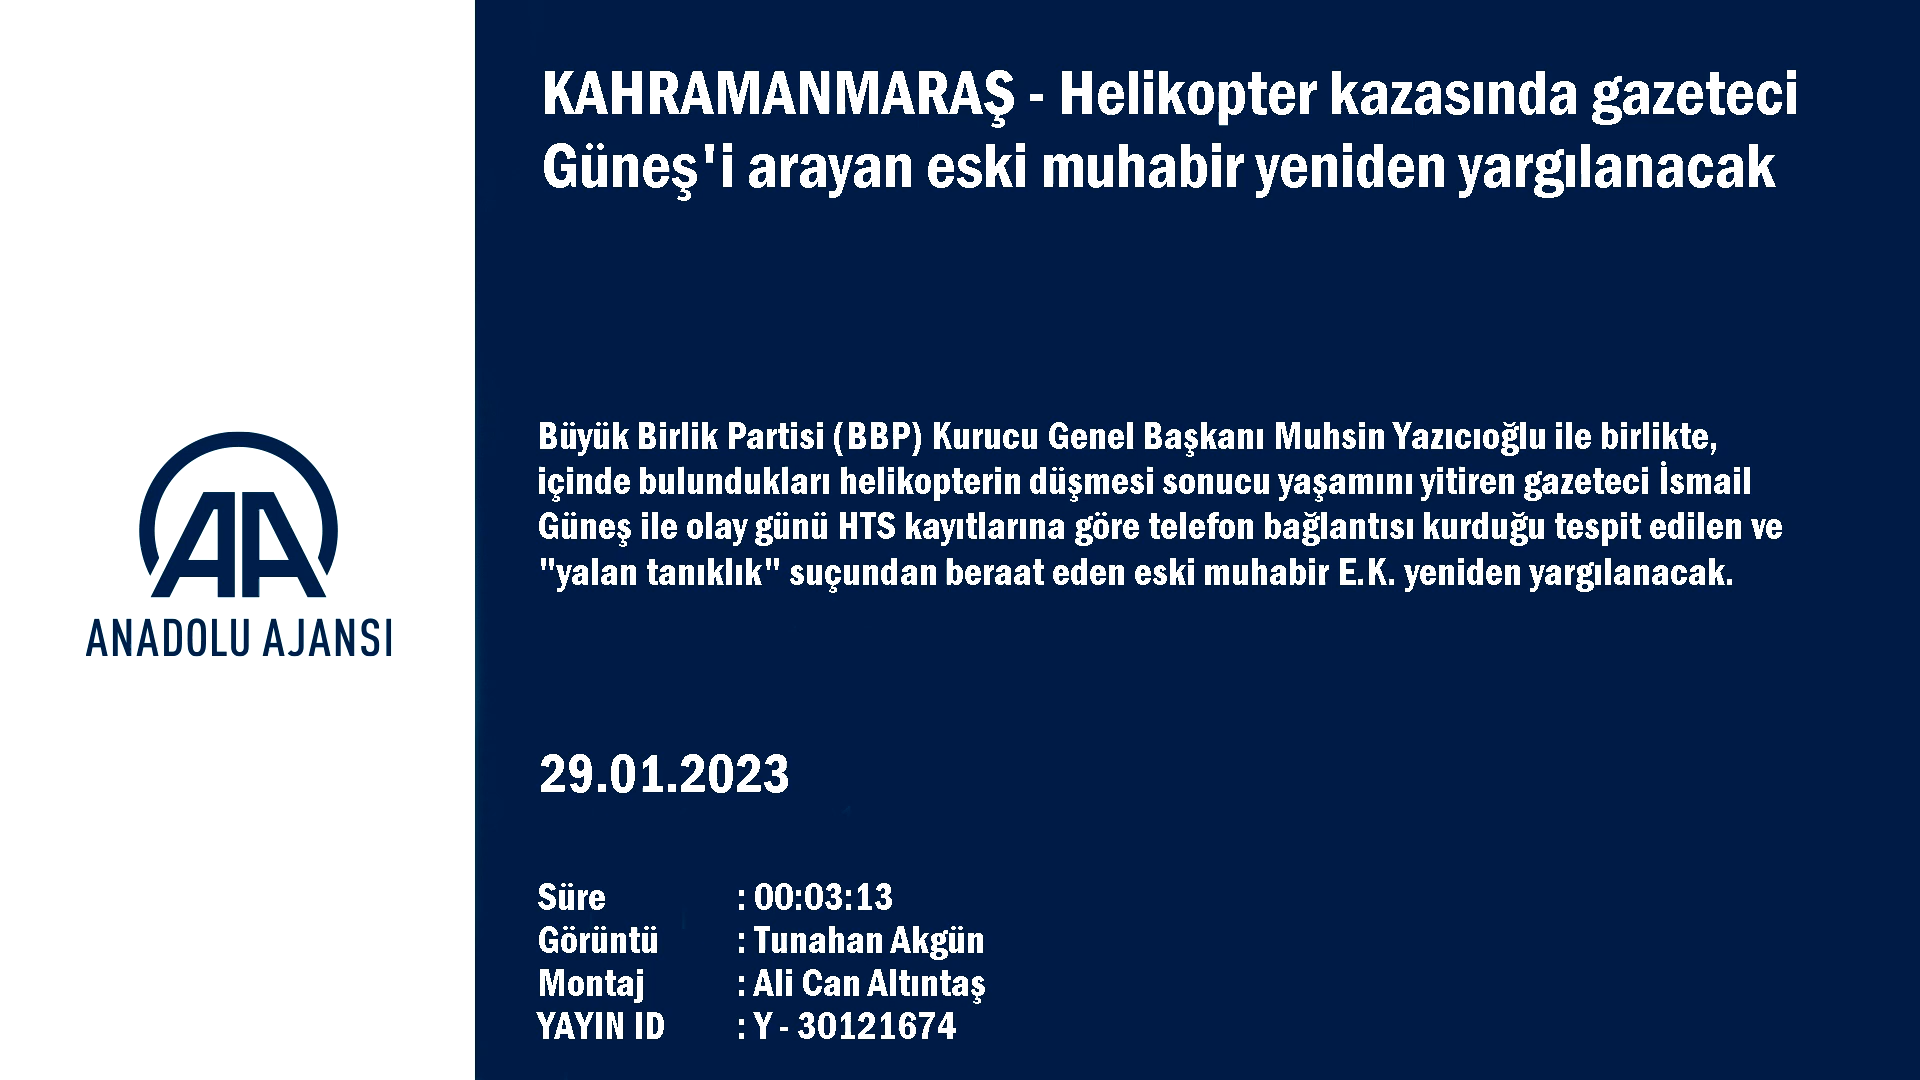 KAHRAMANMARAŞ - Helikopter kazasında gazeteci
Güneş'i arayan eski muhabir yeniden yargılanacak
Büyük Birlik Partisi (BBP) Kurucu Genel Başkanı Muhsin Yazıcıoğlu ile birlikte,
içinde bulundukları helikopterin düşmesi sonucu yaşamını yitiren gazeteci İsmail
Güneş ile olay günü HTS kayıtlarına göre telefon bağlantısı kurduğu tespit edilen ve
"yalan tanıklık" suçundan beraat eden eski muhabir E.K. yeniden yargılanacak.
AA
ANADOLU AJANSI
29.01.2023
Süre : 00:03:13
Görüntü : Tunahan Akgün
Montaj : Ali Can Altıntaş
YAYIN ID : Y - 30121674